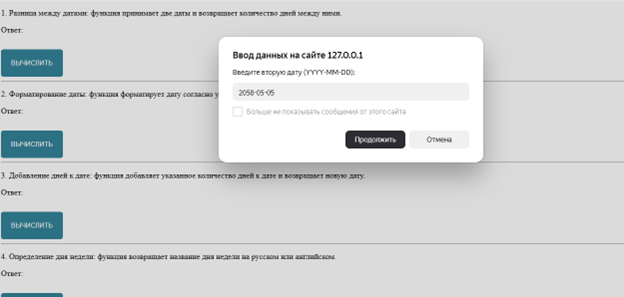 1. Разница между датами: функция принимает две даты и возвращает количество дней между ними.
Ответ:
ВЫЧИСЛИТЬ
Ввод данных на сайте 127.0.0.1
Введите вторую дату (YYYY-MM-DD):
2058-05-05
Больше не показывать сообщения от этого сайта
Продолжить
Отмена
2. Форматирование даты: функция форматирует дату согласно
Ответ:
ВЫЧИСЛИТЬ
3. Добавление дней к дате: функция добавляет указанное количество дней к дате и возвращает новую дату.
Ответ:
ВЫЧИСЛИТЬ
4. Определение дня недели: функция возвращает название дня недели на русском или английском.
Ответ: